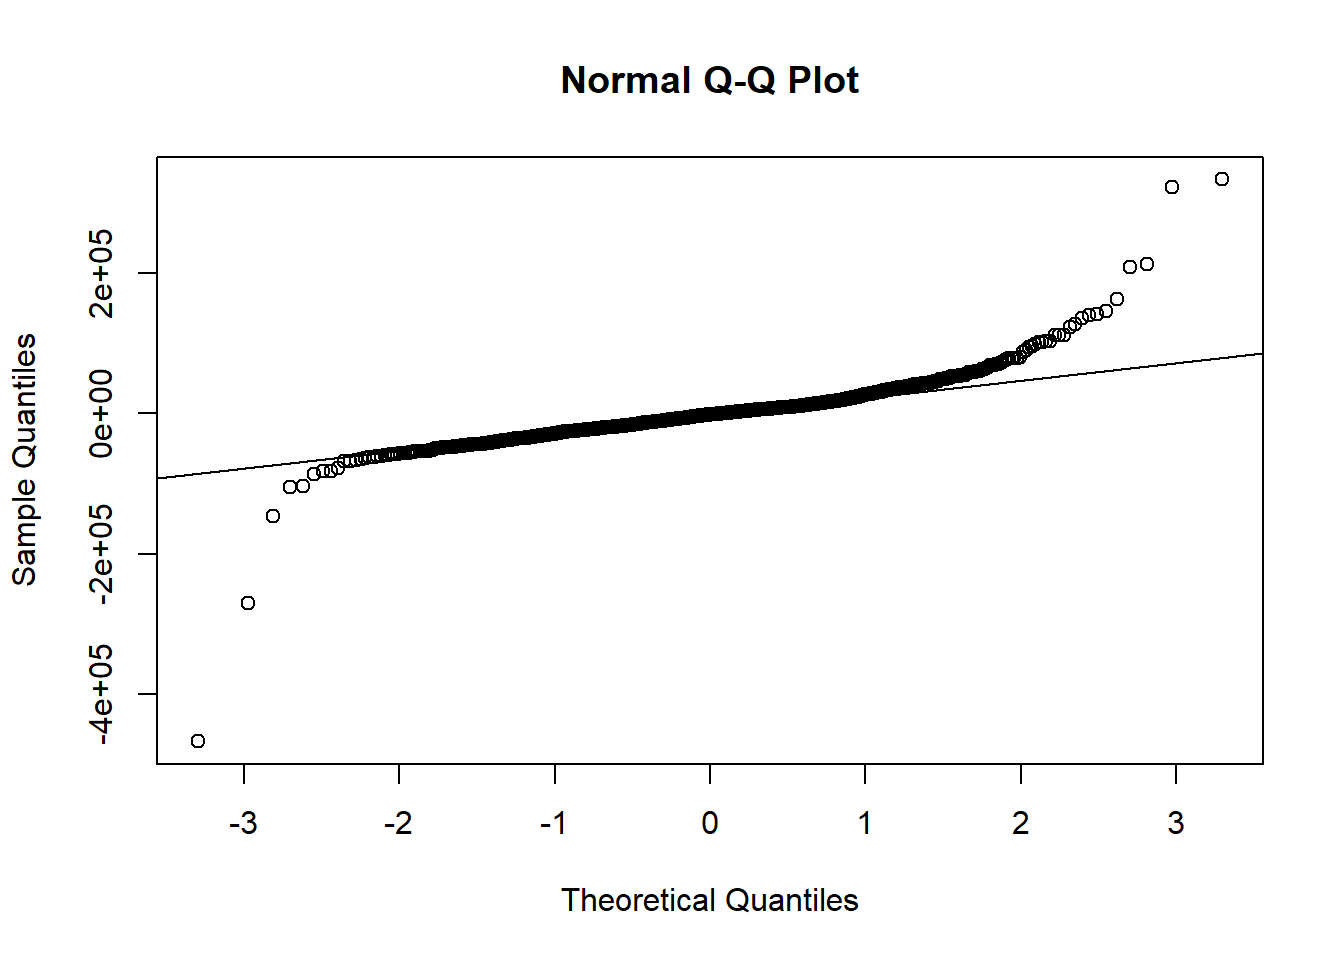 Normal Q-Q Plot
Sample Quantiles
2e+05
0e+00
-2e+05
-4e+05
-3 -2 -1 0 1 2 3
Theoretical Quantiles